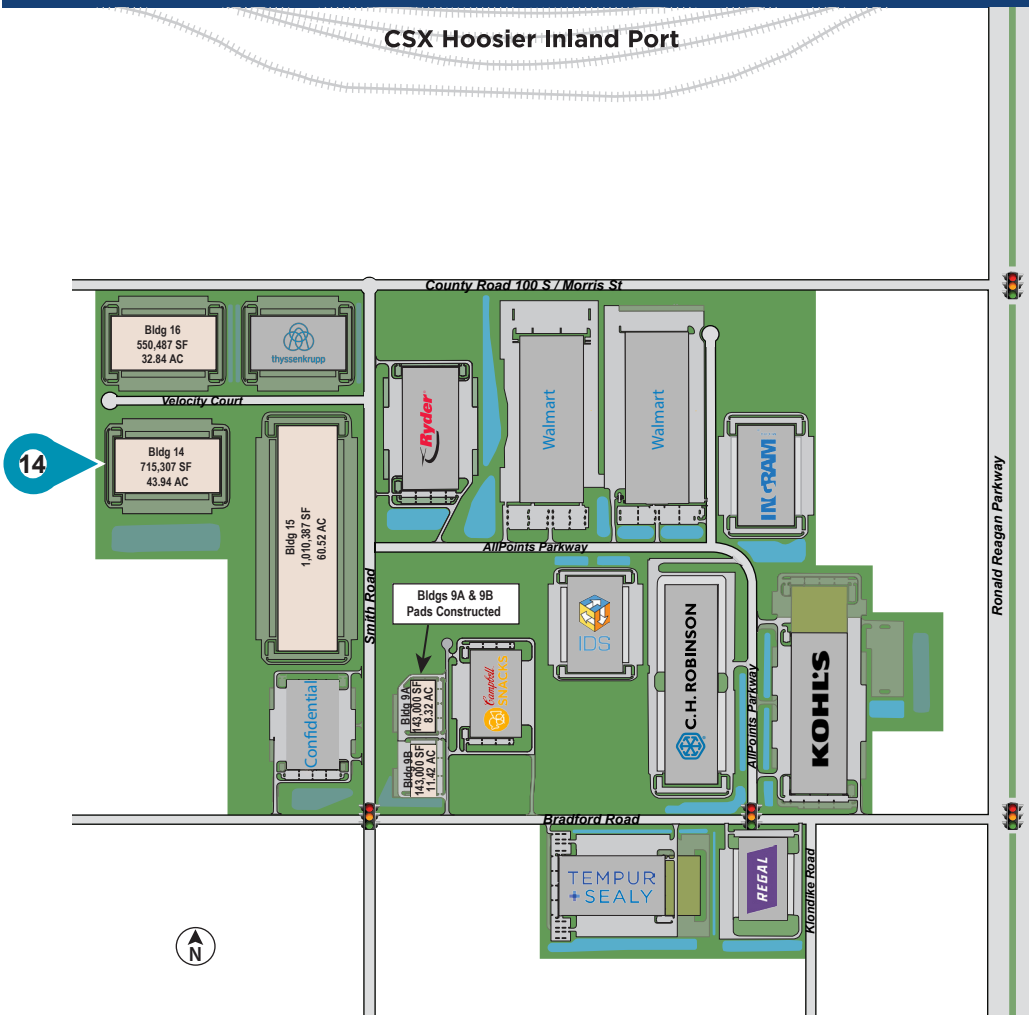 CSX Hoosier Inland Port
County Road 100 S / Morris St
Bldg 16
550,487 SF
32.84 AC
thyssenkrupp
Velocity Court
Ryder
Walmart
Walmart
14
Bldg 14
715,307 SF
43.94 AC
Bldg 15
1,010,387 SF
60.52 AC
INGRAM
Ronald Reagan Parkway
AllPoints Parkway
Smith Road
Bldgs 9A & 9B
Pads Constructed
IDS
C.H. ROBINSON
AllPoints Parkway
KOHL'S
Confidential
Bldg 9A
143,000 SF
8.32 AC
Campbell
SNACKS
Bldg 9B
143,000 SF
11.42 AC
Bradford Road
TEMPUR
+ SEALY
REGAL
Klondike Road
N